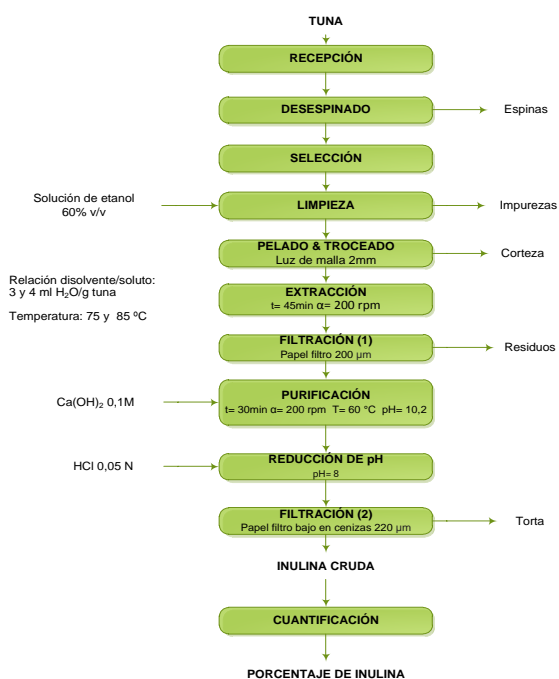 TUNA
RECEPCIÓN
DESESPINADO
Espinas
SELECCIÓN
Solución de etanol
60% v/v
LIMPIEZA
Impurezas
PELADO & TROCEADO
Luz de malla 2mm
Corteza
Relación disolvente/soluto:
3 y 4 ml H₂O/g tuna
Temperatura: 75 y 85 ºC
EXTRACCIÓN
t= 45min α= 200 rpm
FILTRACIÓN (1)
Papel filtro 200 µm
Residuos
Ca(OH)₂ 0,1M
PURIFICACIÓN
t= 30min α= 200 rpm T= 60 °C pH= 10,2
HCl 0,05 N
REDUCCIÓN DE pH
pH= 8
FILTRACIÓN (2)
Papel filtro bajo en cenizas 220 µm
Torta
INULINA CRUDA
CUANTIFICACIÓN
PORCENTAJE DE INULINA